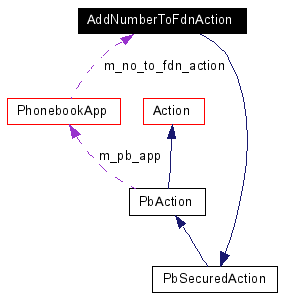 AddNumberToFdnAction
m_no_to_fdn_action
PhonebookApp
Action
m_pb_app
PbAction
PbSecuredAction